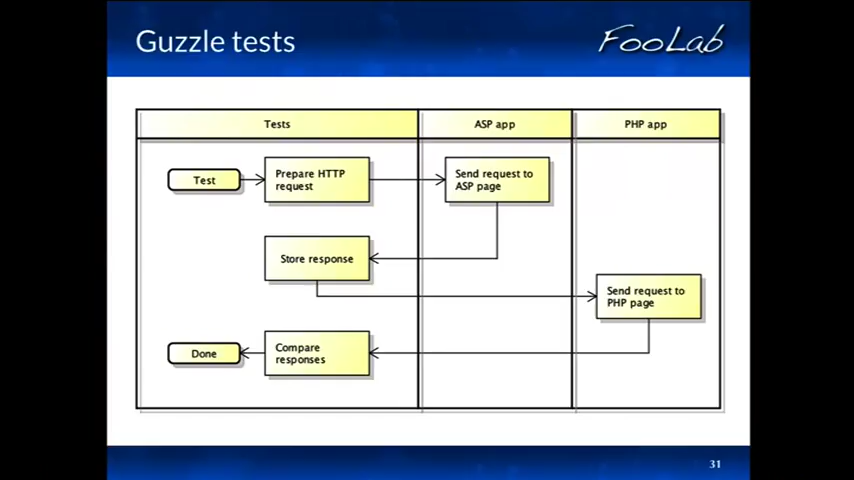 Guzzle tests
FooLab
Tests
ASP app
PHP app
Test
Prepare HTTP
request
Send request to
ASP page
Store response
Send request to
PHP page
Done
Compare
responses
31